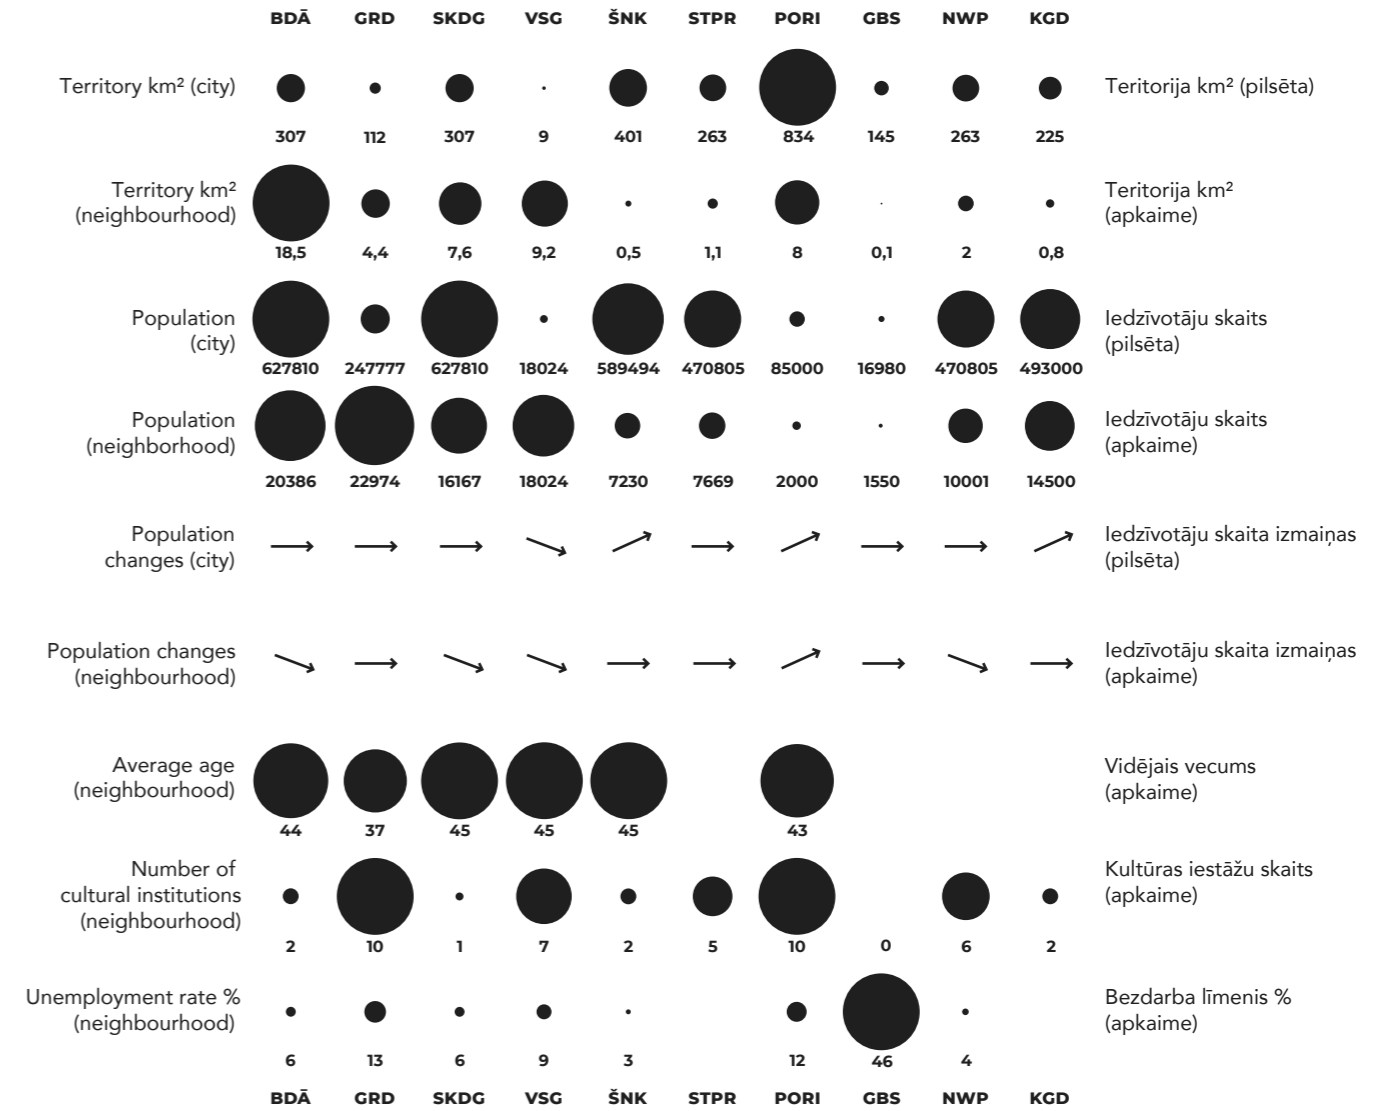 BDĀ GRD SKDG VSG ŠNK STPR PORI GBS NWP KGD
Territory km² (city)
Teritorija km² (pilsēta)
307 112 307 9 401 263 834 145 263 225
Territory km²
(neighbourhood)
Teritorija km²
(apkaime)
18,5 4,4 7,6 9,2 0,5 1,1 8 0,1 2 0,8
Population
(city)
Iedzīvotāju skaits
(pilsēta)
627810 247777 627810 18024 589494 470805 85000 16980 470805 493000
Population
(neighborhood)
Iedzīvotāju skaits
(apkaime)
20386 22974 16167 18024 7230 7669 2000 1550 10001 14500
Population
changes (city)
Iedzīvotāju skaita izmaiņas
(pilsēta)
Population changes
(neighbourhood)
Iedzīvotāju skaita izmaiņas
(apkaime)
Average age
(neighbourhood)
Vidējais vecums
(apkaime)
44 37 45 45 45 43
Number of
cultural institutions
(neighbourhood)
Kultūras iestāžu skaits
(apkaime)
2 10 1 7 2 5 10 0 6 2
Unemployment rate %
(neighbourhood)
Bezdarba līmenis %
(apkaime)
6 13 6 9 3 12 46 4
BDĀ GRD SKDG VSG ŠNK STPR PORI GBS NWP KGD